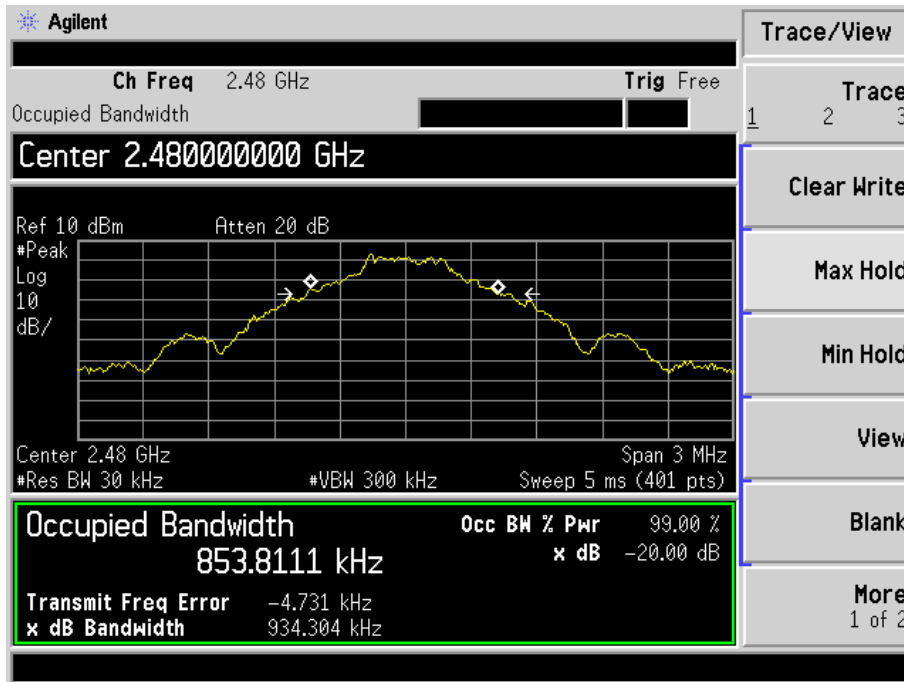 Agilent
Trace/View
Ch Freq 2.48 GHz Trig Free
Occupied Bandwidth
Trace
1 2 3
Center 2.480000000 GHz
Clear Write
Ref 10 dBm Atten 20 dB
#Peak
Log
10
dB/
Max Hold
Min Hold
View
Center 2.48 GHz Span 3 MHz
#Res BW 30 kHz #VBW 300 kHz Sweep 5 ms (401 pts)
Occupied Bandwidth
853.8111 kHz
Occ BW % Pwr 99.00 %
x dB -20.00 dB
Blank
Transmit Freq Error -4.731 kHz
x dB Bandwidth 934.304 kHz
More
1 of 2